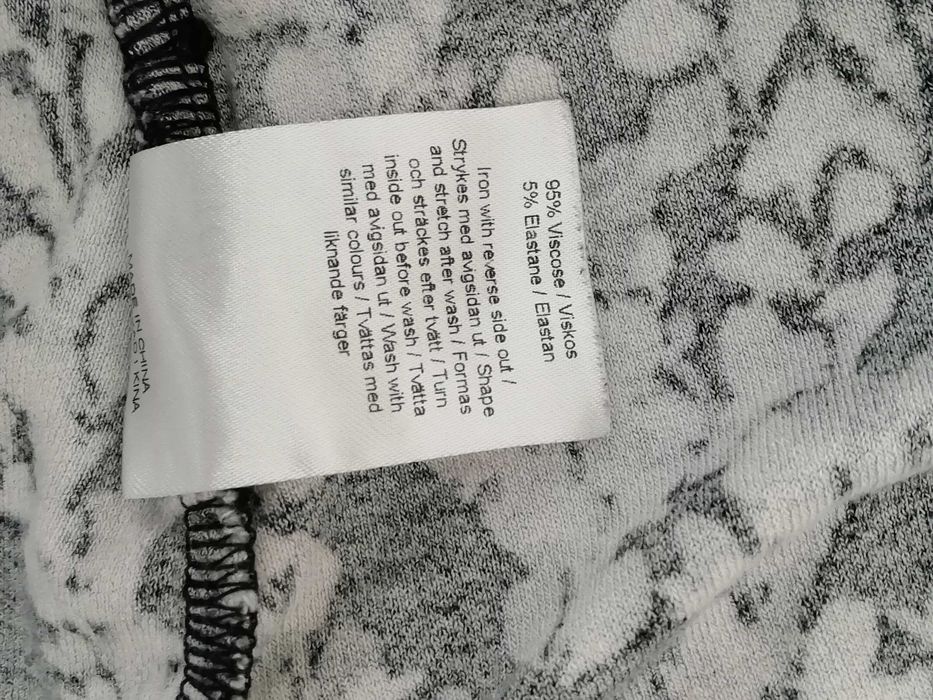 95% Viscose / Viskos
5% Elastane / Elastan
Iron with reverse side out /
Strykes med avigsidan ut / Shape
and stretch after wash / Formas
och sträckes efter tvätt / Turn
inside out before wash / Tvätta
med avigsidan ut / Wash with
similar colours / Tvättas med
liknande färger
MADE IN CHINA
KINA